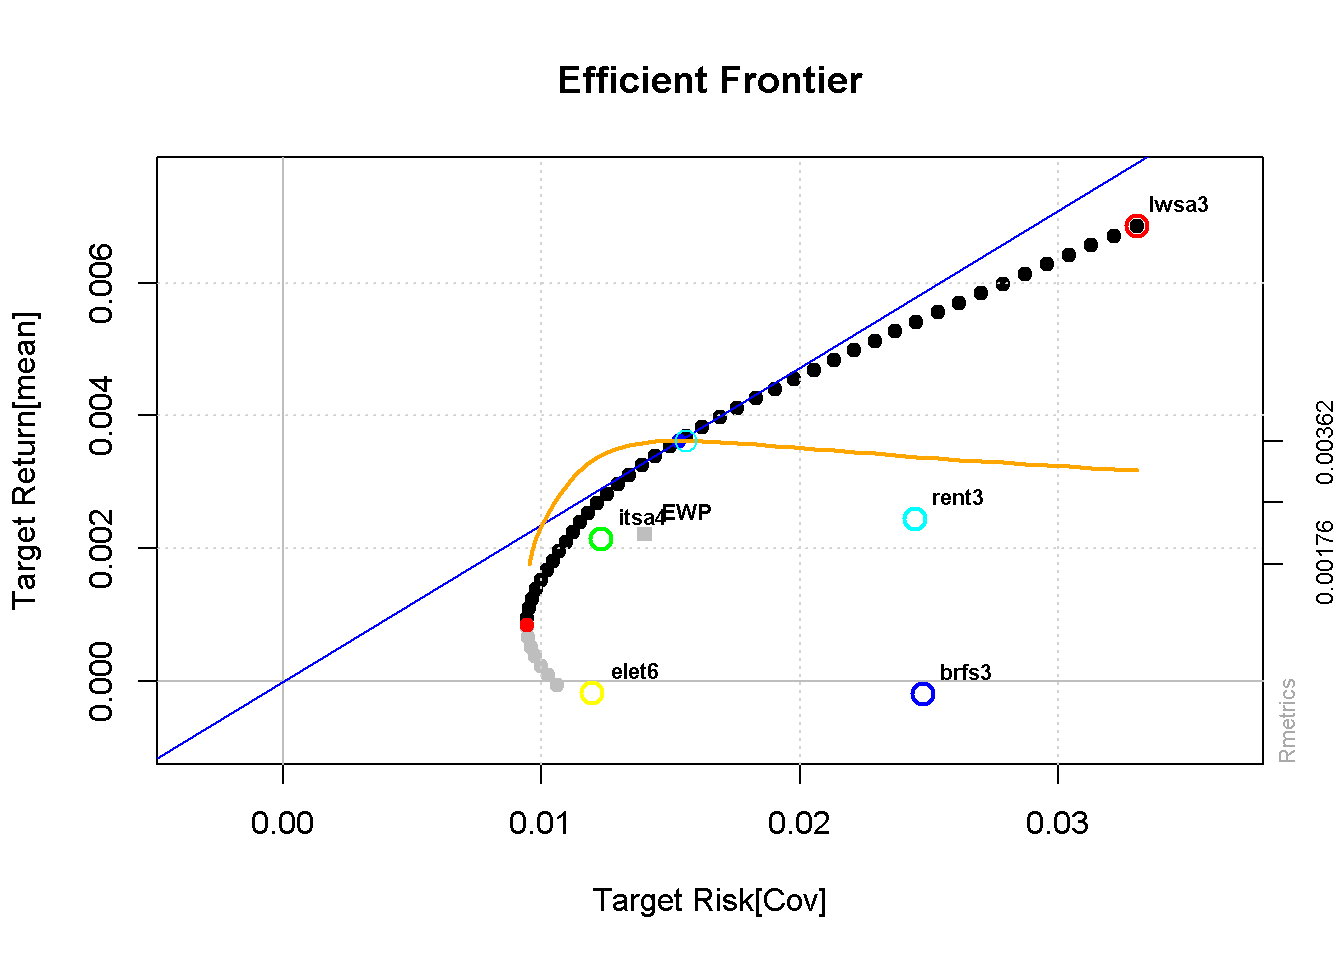 Efficient Frontier
Target Return[mean]
0.006
0.004
0.002
0.000
lwsa3
rent3
itsa4
EWP
elet6
brfs3
0.00362
0.00176
Rmetrics
0.00
0.01
0.02
0.03
Target Risk[Cov]